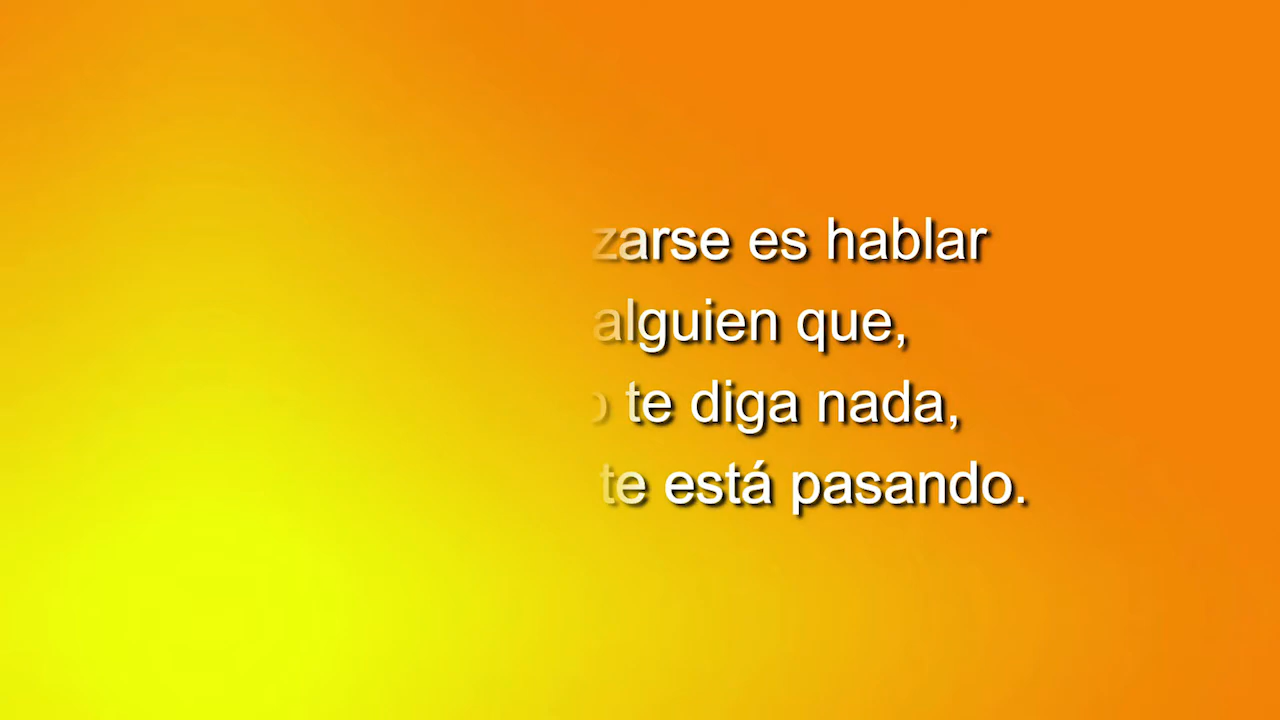 zarse es hablar
alguien que,
o te diga nada,
te está pasando.